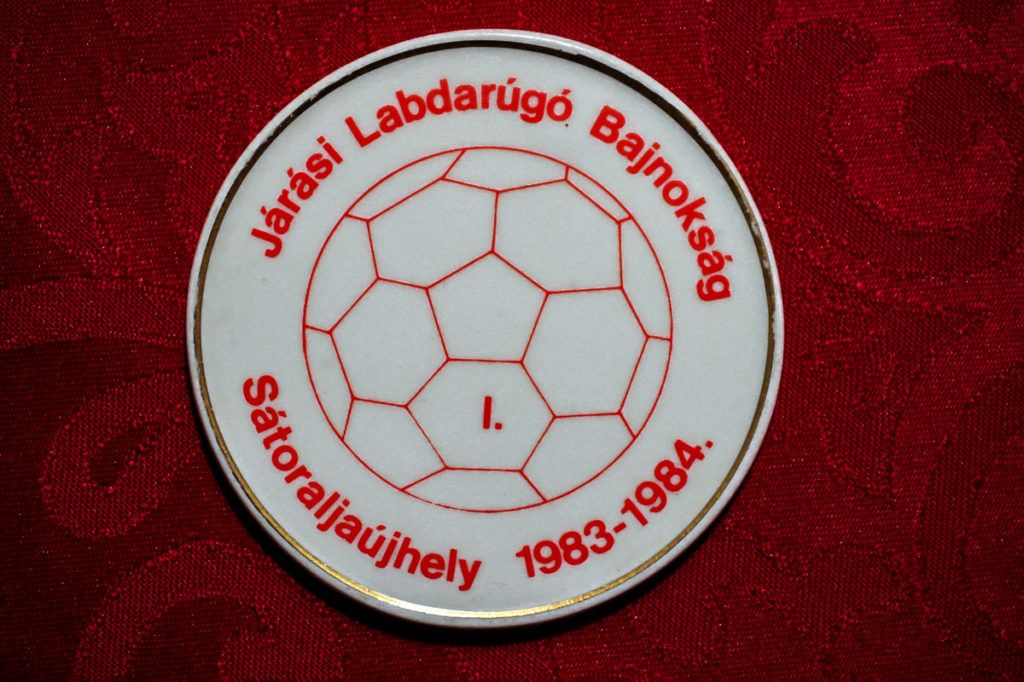 Járási Labdarúgó Bajnokság
I.
Sátoraljaújhely 1983-1984.